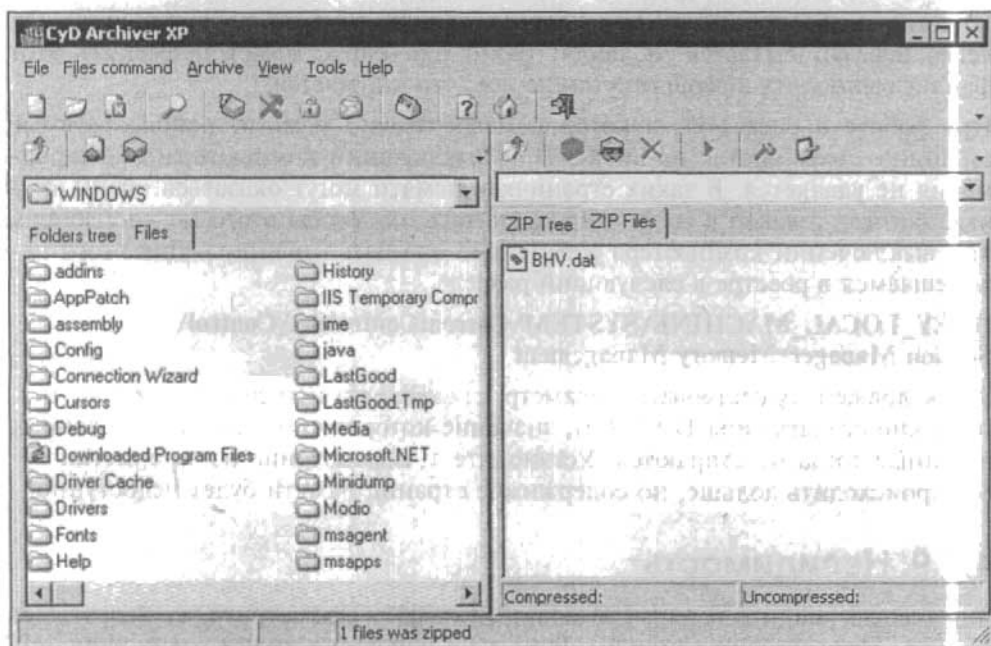 CyD Archiver XP
File Files command Archive View Tools Help
WINDOWS
Folders tree Files
addins
AppPatch
assembly
Config
Connection Wizard
Cursors
Debug
Downloaded Program Files
Driver Cache
Drivers
Fonts
Help
History
IIS Temporary Compr
ime
java
LastGood
LastGood.Tmp
Media
Microsoft.NET
Minidump
Modio
msagent
msapps
ZIP Tree ZIP Files
BHV.dat
Compressed: Uncompressed:
1 files was zipped